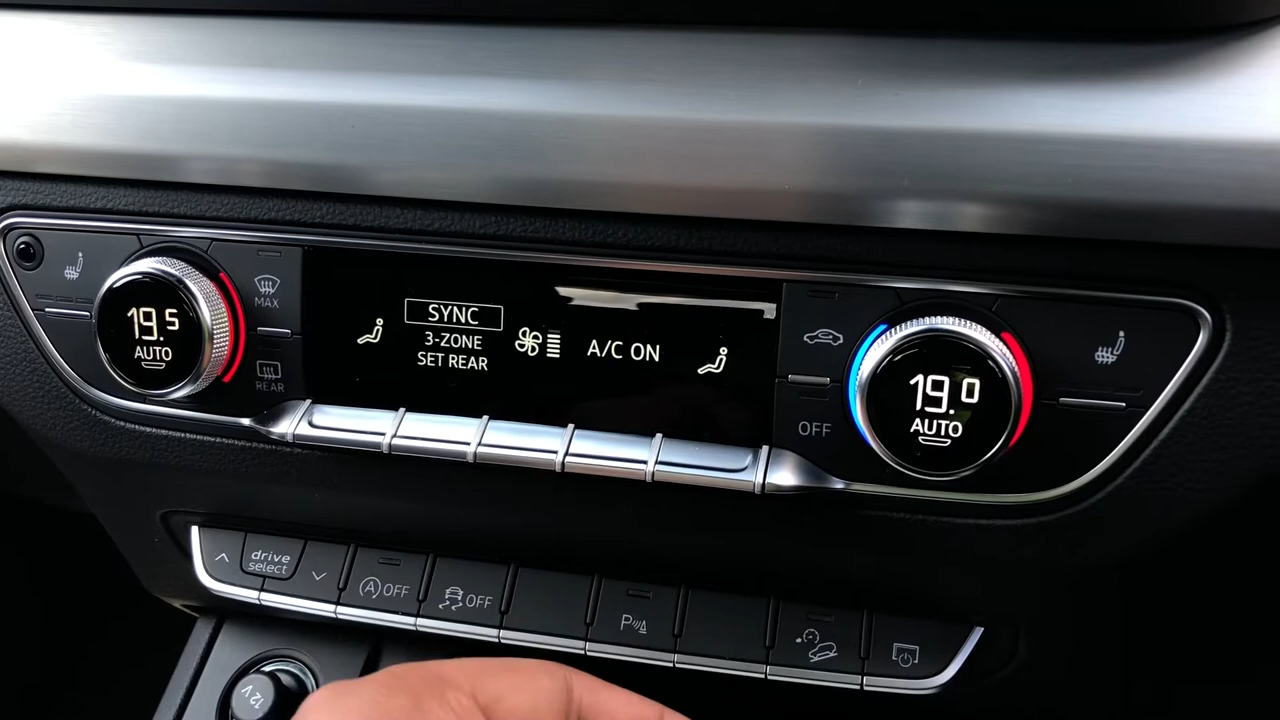 19.5
AUTO
MAX
REAR
SYNC
3-ZONE
SET REAR
A/C ON
OFF
19.0
AUTO
drive
select
A OFF
OFF
P
12V